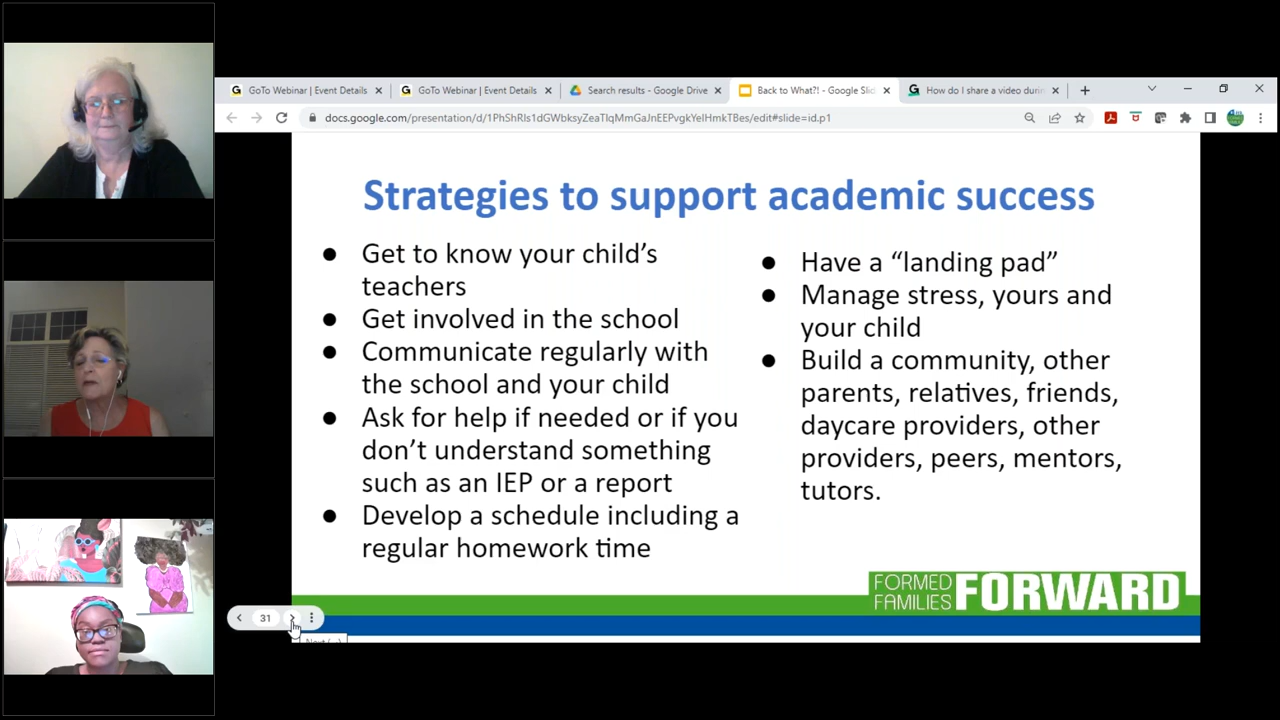 GoTo Webinar | Event Details
GoTo Webinar | Event Details
Search results - Google Drive
Back to What?! - Google Slid
How do I share a video durin
docs.google.com/presentation/d/1PhShRls1dGWbksyZeaTlqMmGaJnEEPvgkYeIHmkTBes/edit#slide=id.p1
Strategies to support academic success
● Get to know your child’s
teachers
● Get involved in the school
● Communicate regularly with
the school and your child
● Ask for help if needed or if you
don’t understand something
such as an IEP or a report
● Develop a schedule including a
regular homework time
● Have a “landing pad”
● Manage stress, yours and
your child
● Build a community, other
parents, relatives, friends,
daycare providers, other
providers, peers, mentors,
tutors.
FORMED
FAMILIES
FORWARD
31